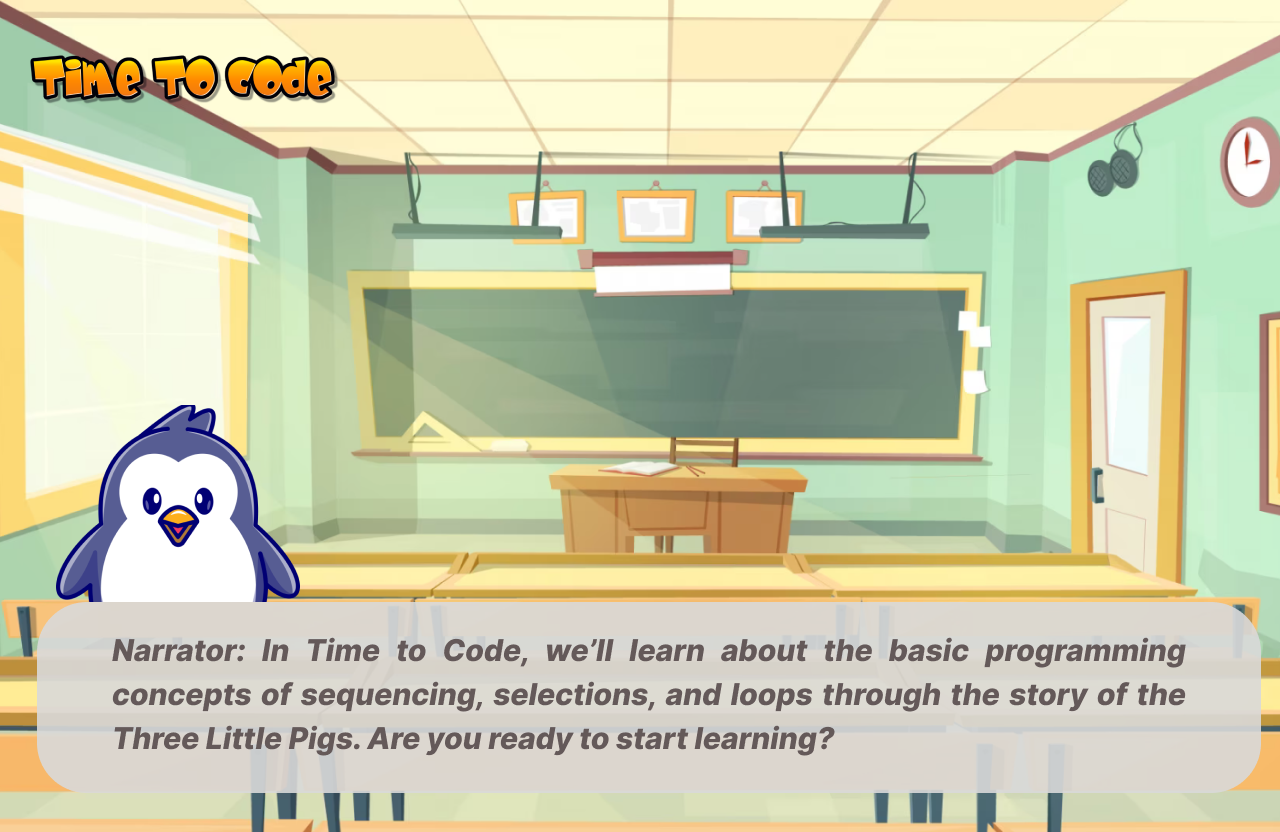 Time To Code
Narrator: In Time to Code, we’ll learn about the basic programming
concepts of sequencing, selections, and loops through the story of the
Three Little Pigs. Are you ready to start learning?